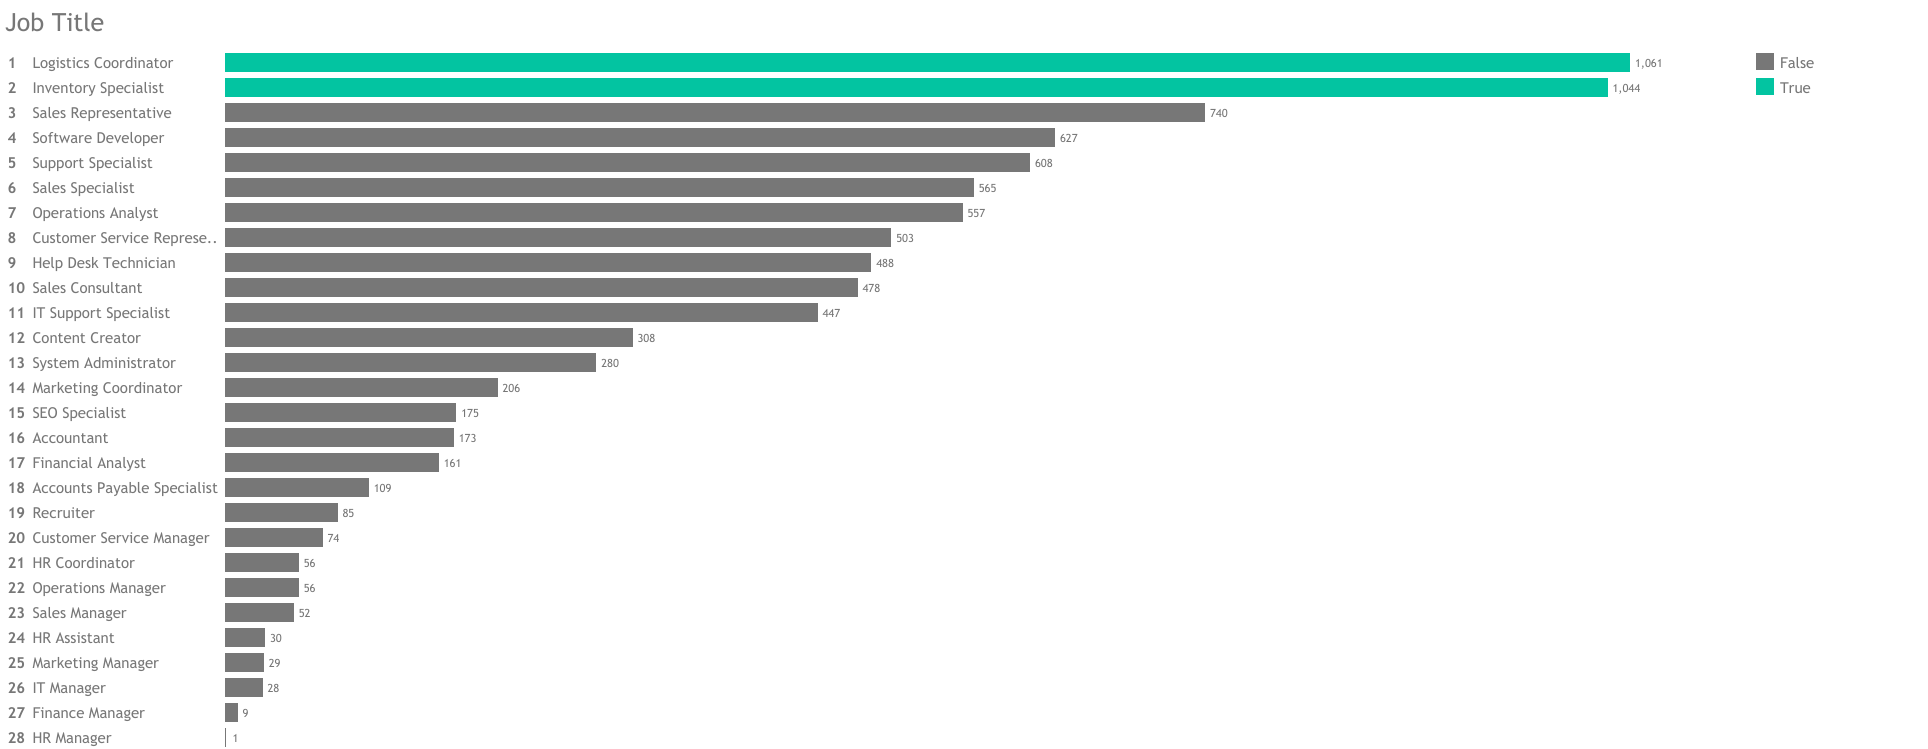 Job Title
1 Logistics Coordinator 1,061 False
2 Inventory Specialist 1,044 True
3 Sales Representative 740
4 Software Developer 627
5 Support Specialist 608
6 Sales Specialist 565
7 Operations Analyst 557
8 Customer Service Represe.. 503
9 Help Desk Technician 488
10 Sales Consultant 478
11 IT Support Specialist 447
12 Content Creator 308
13 System Administrator 280
14 Marketing Coordinator 206
15 SEO Specialist 175
16 Accountant 173
17 Financial Analyst 161
18 Accounts Payable Specialist 109
19 Recruiter 85
20 Customer Service Manager 74
21 HR Coordinator 56
22 Operations Manager 56
23 Sales Manager 52
24 HR Assistant 30
25 Marketing Manager 29
26 IT Manager 28
27 Finance Manager 9
28 HR Manager 1